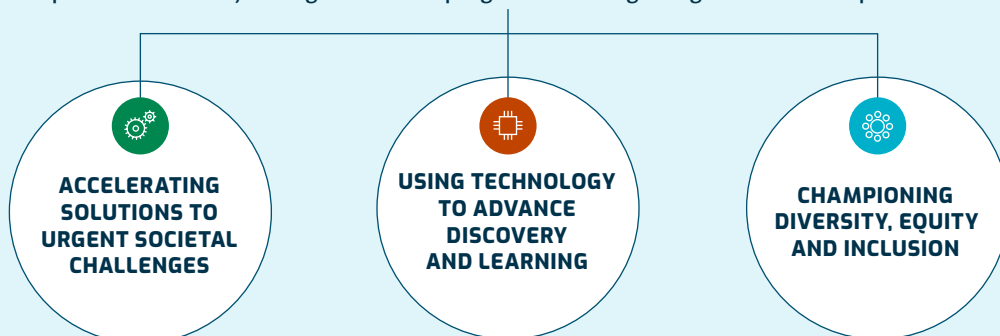 ACCELERATING
SOLUTIONS TO
URGENT SOCIETAL
CHALLENGES
USING TECHNOLOGY
TO ADVANCE
DISCOVERY
AND LEARNING
CHAMPIONING
DIVERSITY, EQUITY
AND INCLUSION